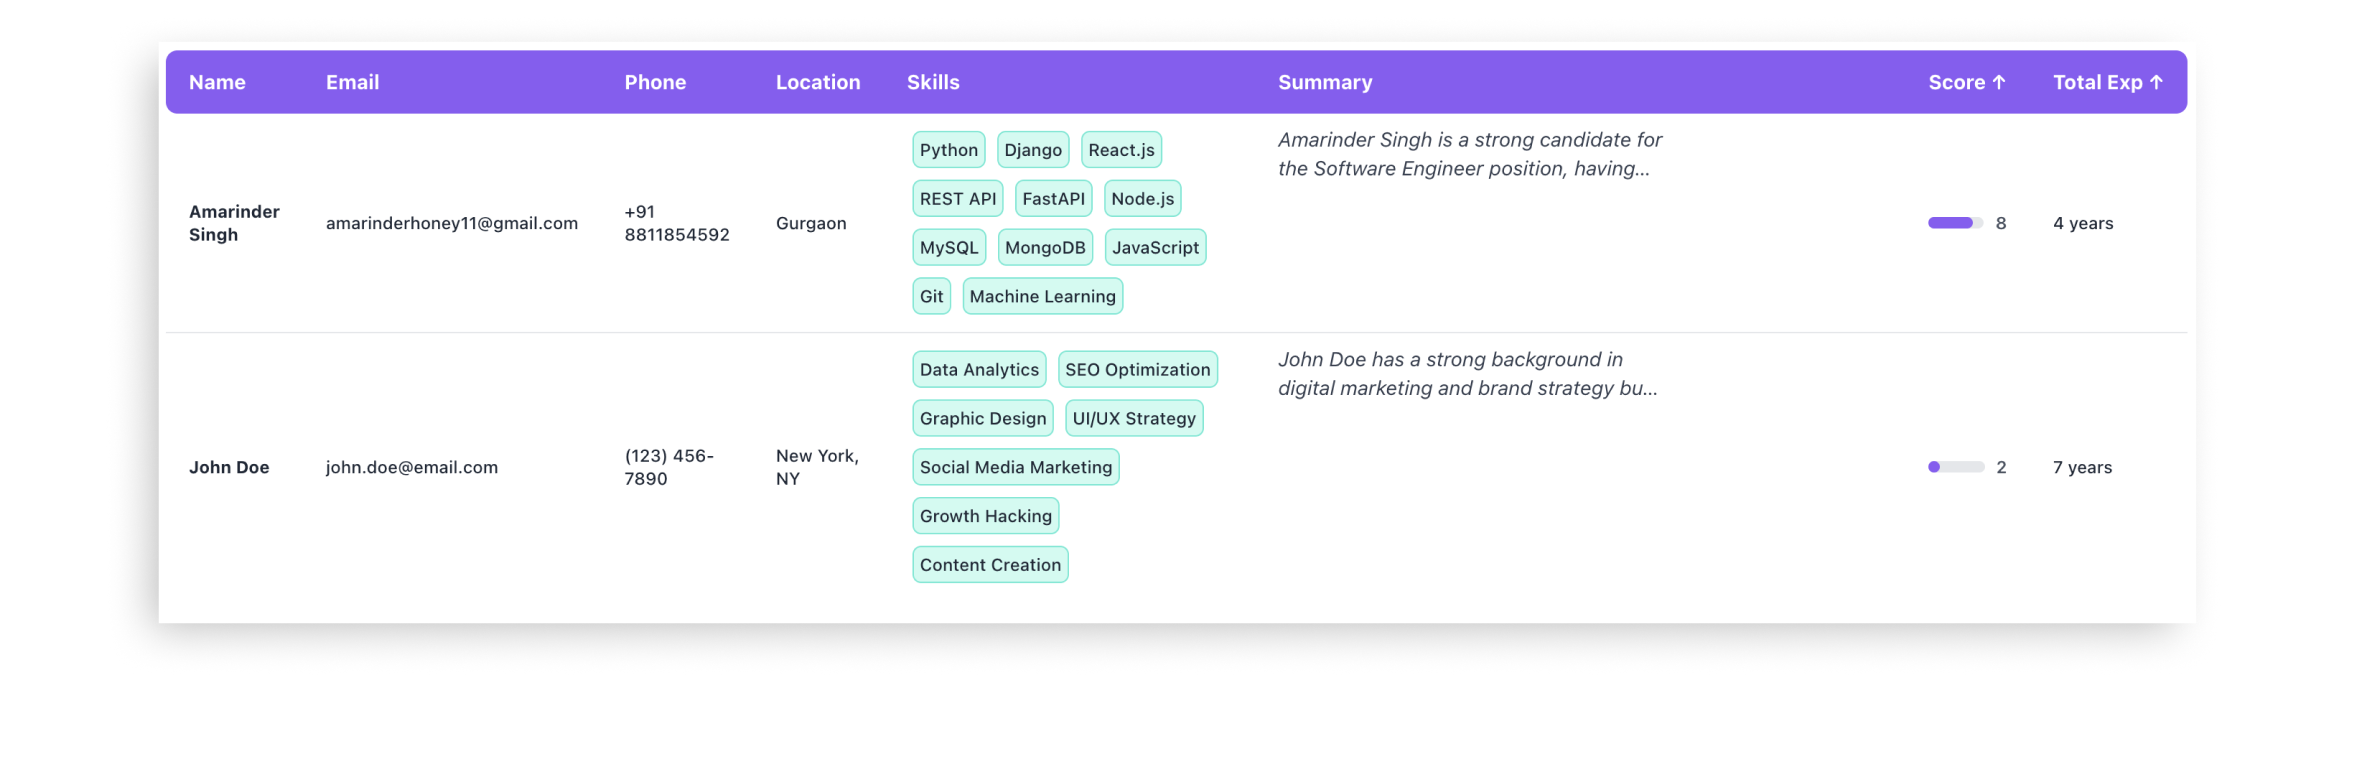 Name Email Phone Location Skills Summary Score ↑ Total Exp ↑
Amarinder
Singh
amarinderhoney11@gmail.com
+91
8811854592
Gurgaon
Python Django React.js
REST API FastAPI Node.js
MySQL MongoDB JavaScript
Git Machine Learning
Amarinder Singh is a strong candidate for
the Software Engineer position, having...
8
4 years
John Doe
john.doe@email.com
(123) 456-
7890
New York,
NY
Data Analytics SEO Optimization
Graphic Design UI/UX Strategy
Social Media Marketing
Growth Hacking
Content Creation
John Doe has a strong background in
digital marketing and brand strategy bu...
2
7 years